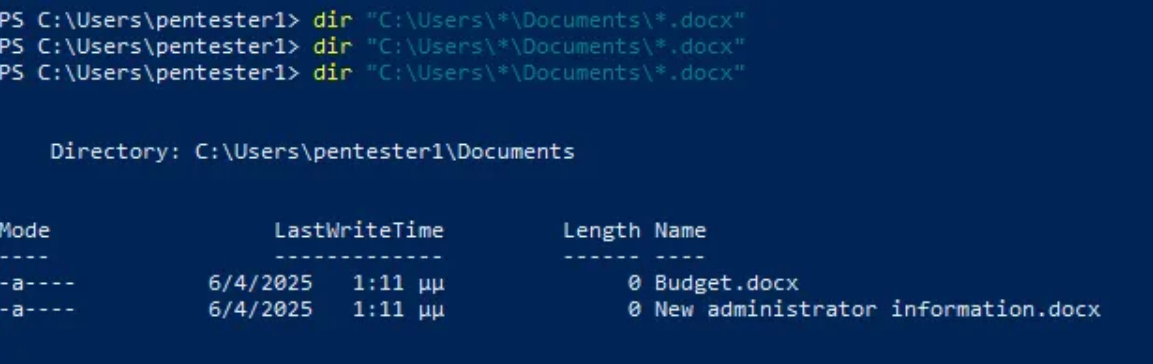 PS C:\Users\pentester1> dir "C:\Users\*\Documents\*.docx"
PS C:\Users\pentester1> dir "C:\Users\*\Documents\*.docx"
PS C:\Users\pentester1> dir "C:\Users\*\Documents\*.docx"
Directory: C:\Users\pentester1\Documents
Mode LastWriteTime Length Name
---- ------------- ------ ----
-a---- 6/4/2025 1:11 μμ 0 Budget.docx
-a---- 6/4/2025 1:11 μμ 0 New administrator information.docx